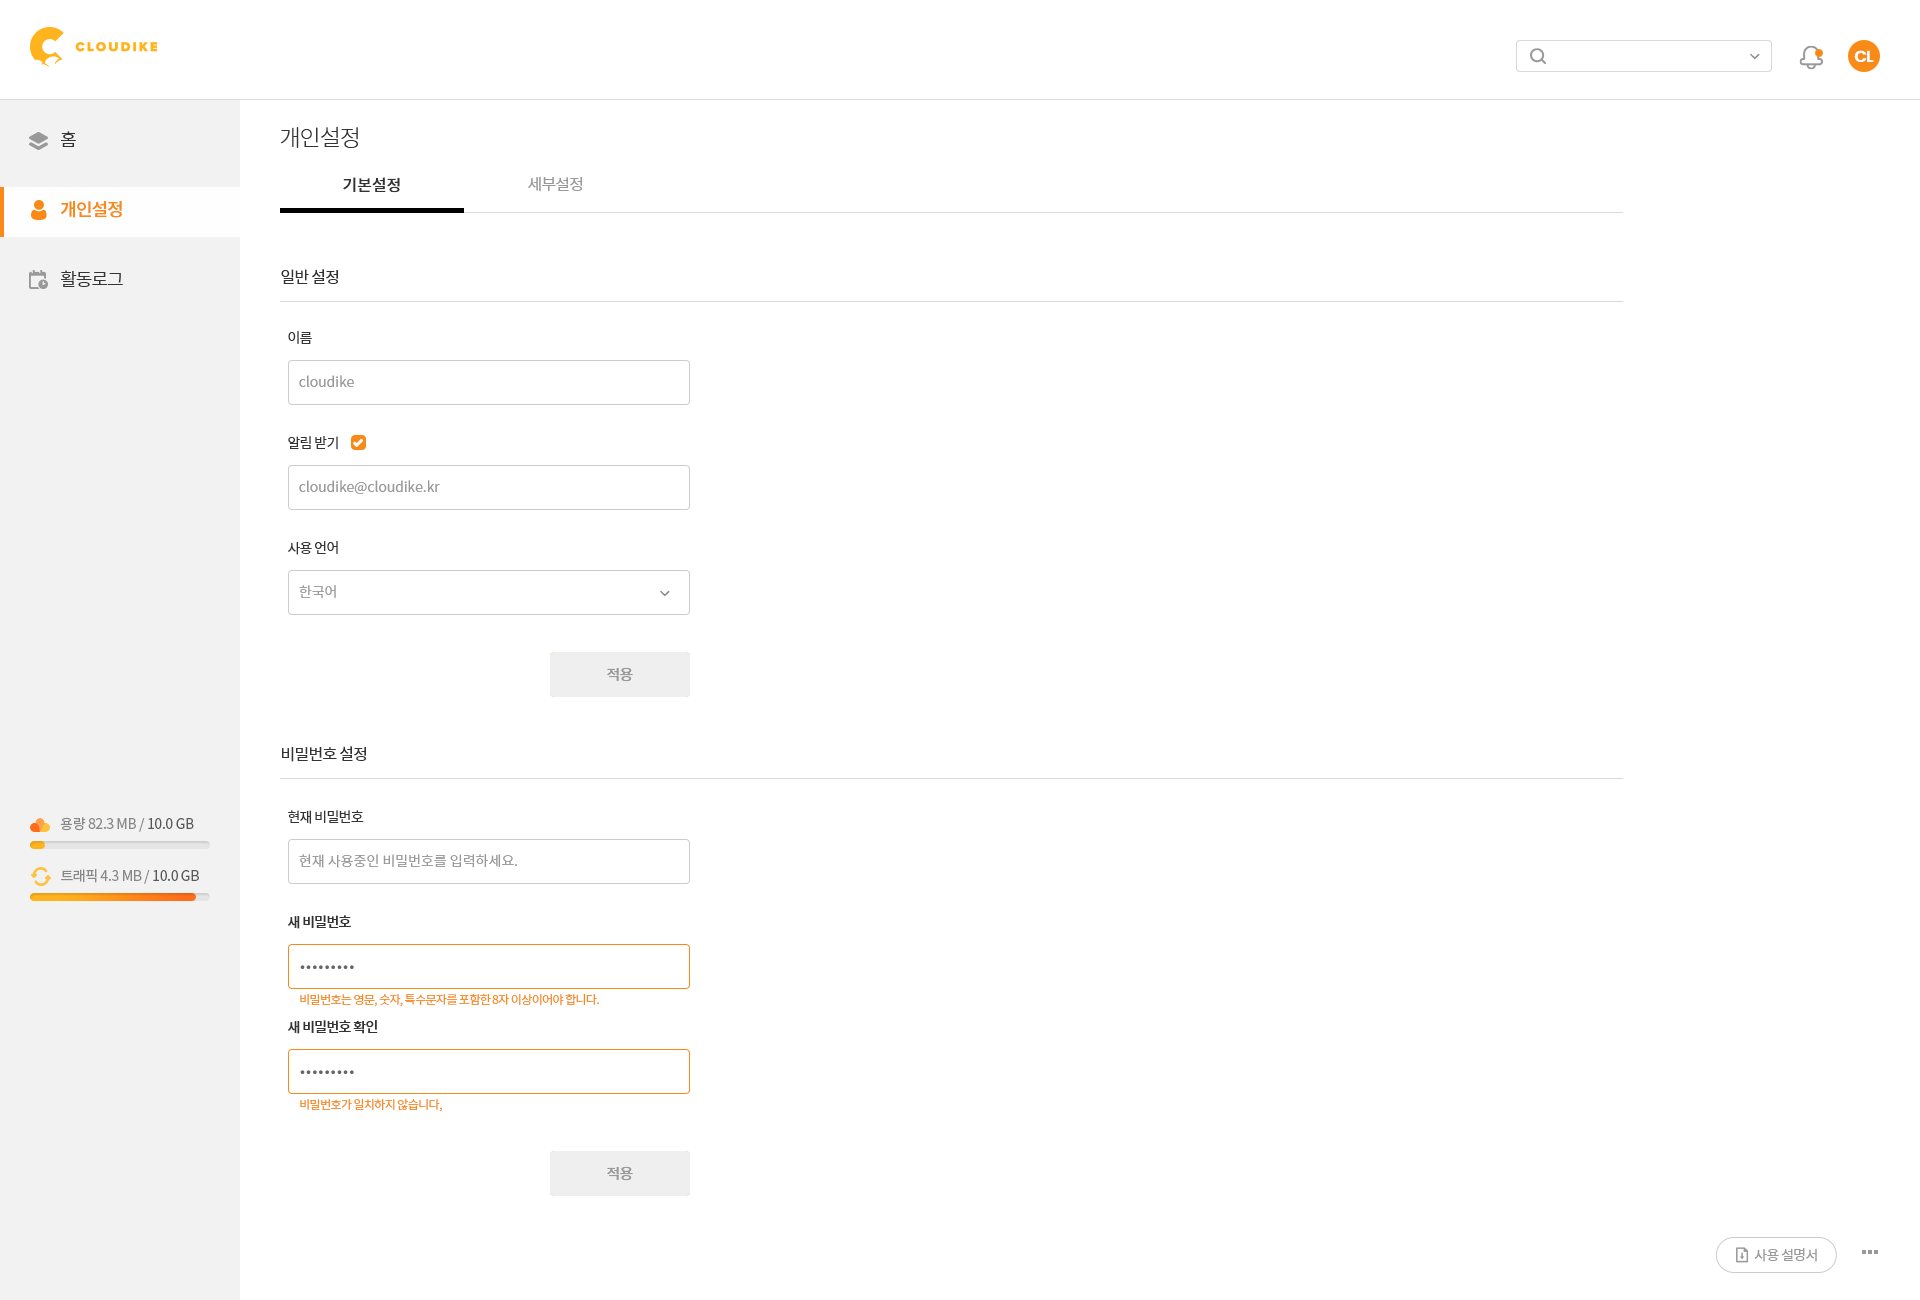 CLOUDIKE
CL
홈
개인설정
활동로그
용량 82.3 MB / 10.0 GB
트래픽 4.3 MB / 10.0 GB
개인설정
기본설정
세부설정
일반 설정
이름
cloudike
알림 받기
cloudike@cloudike.kr
사용 언어
한국어
적용
비밀번호 설정
현재 비밀번호
현재 사용중인 비밀번호를 입력하세요.
새 비밀번호
•••••••••
비밀번호는 영문, 숫자, 특수문자를 포함한 8자 이상이어야 합니다.
새 비밀번호 확인
•••••••••
비밀번호가 일치하지 않습니다,
적용
사용 설명서